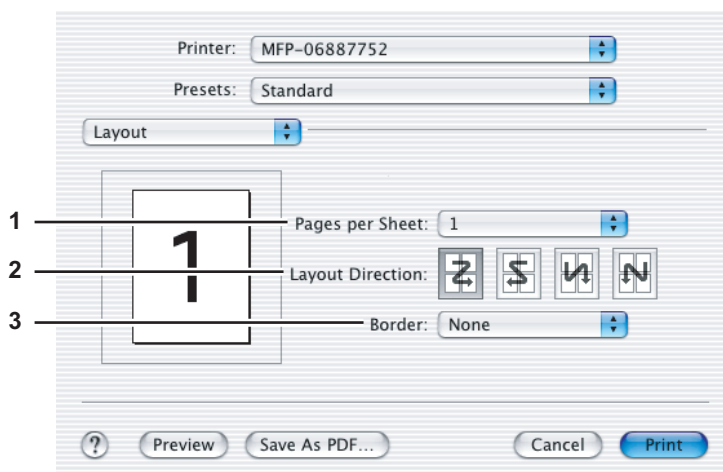 Printer: MFP-06887752
Presets: Standard
Layout
1
1 Pages per Sheet: 1
2 Layout Direction:
3 Border: None
? Preview Save As PDF... Cancel Print